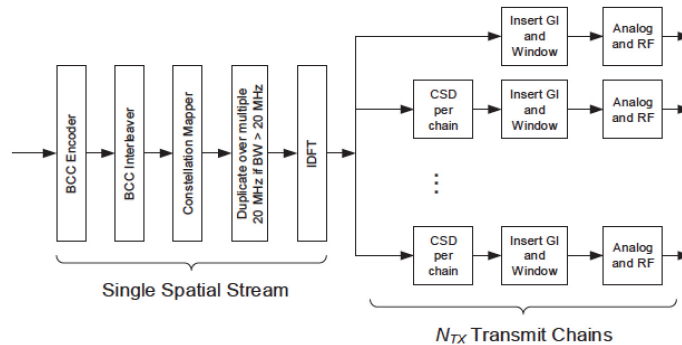 BCC Encoder
BCC Interleaver
Constellation Mapper
Duplicate over multiple
20 MHz if BW > 20 MHz
IDFT
Insert GI
and
Window
Analog
and RF
CSD
per
chain
Insert GI
and
Window
Analog
and RF
⋮
CSD
per
chain
Insert GI
and
Window
Analog
and RF
Single Spatial Stream
N_TX Transmit Chains